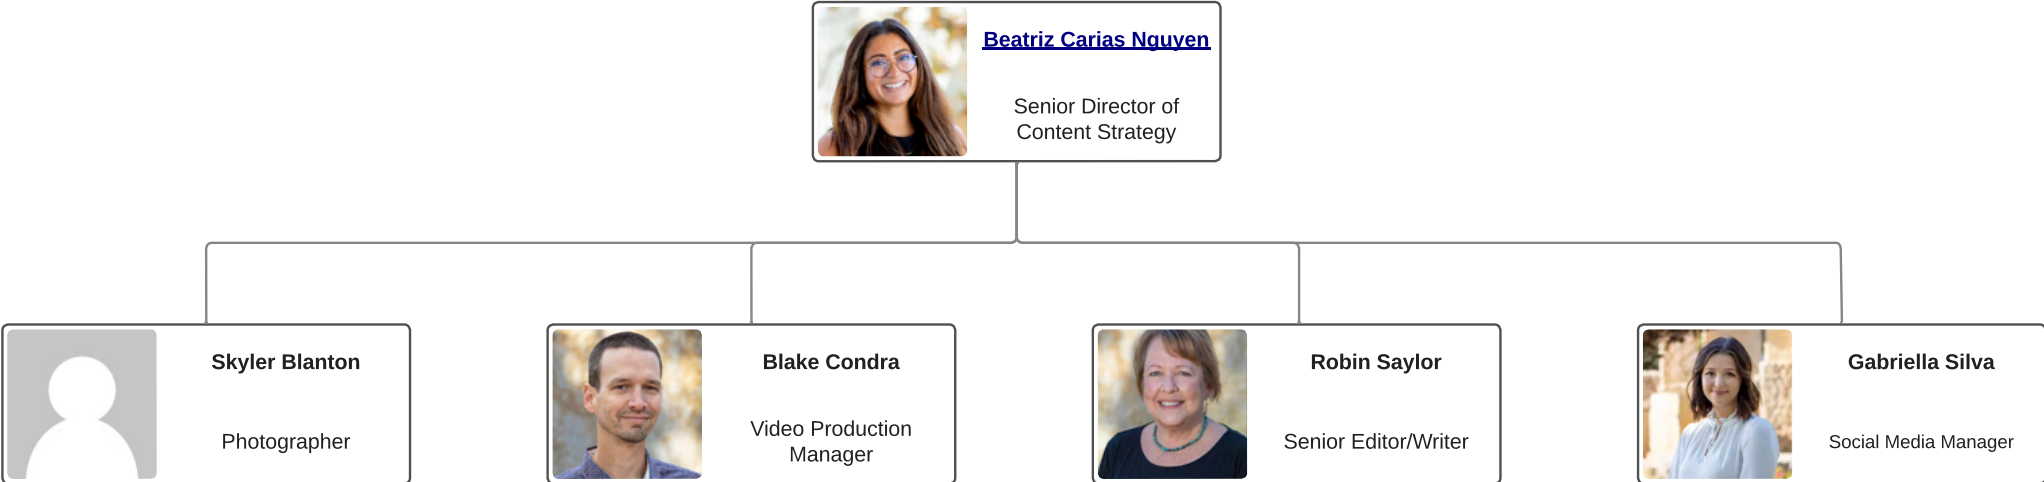 Beatriz Carias Nguyen
Senior Director of
Content Strategy
Skyler Blanton
Photographer
Blake Condra
Video Production
Manager
Robin Saylor
Senior Editor/Writer
Gabriella Silva
Social Media Manager